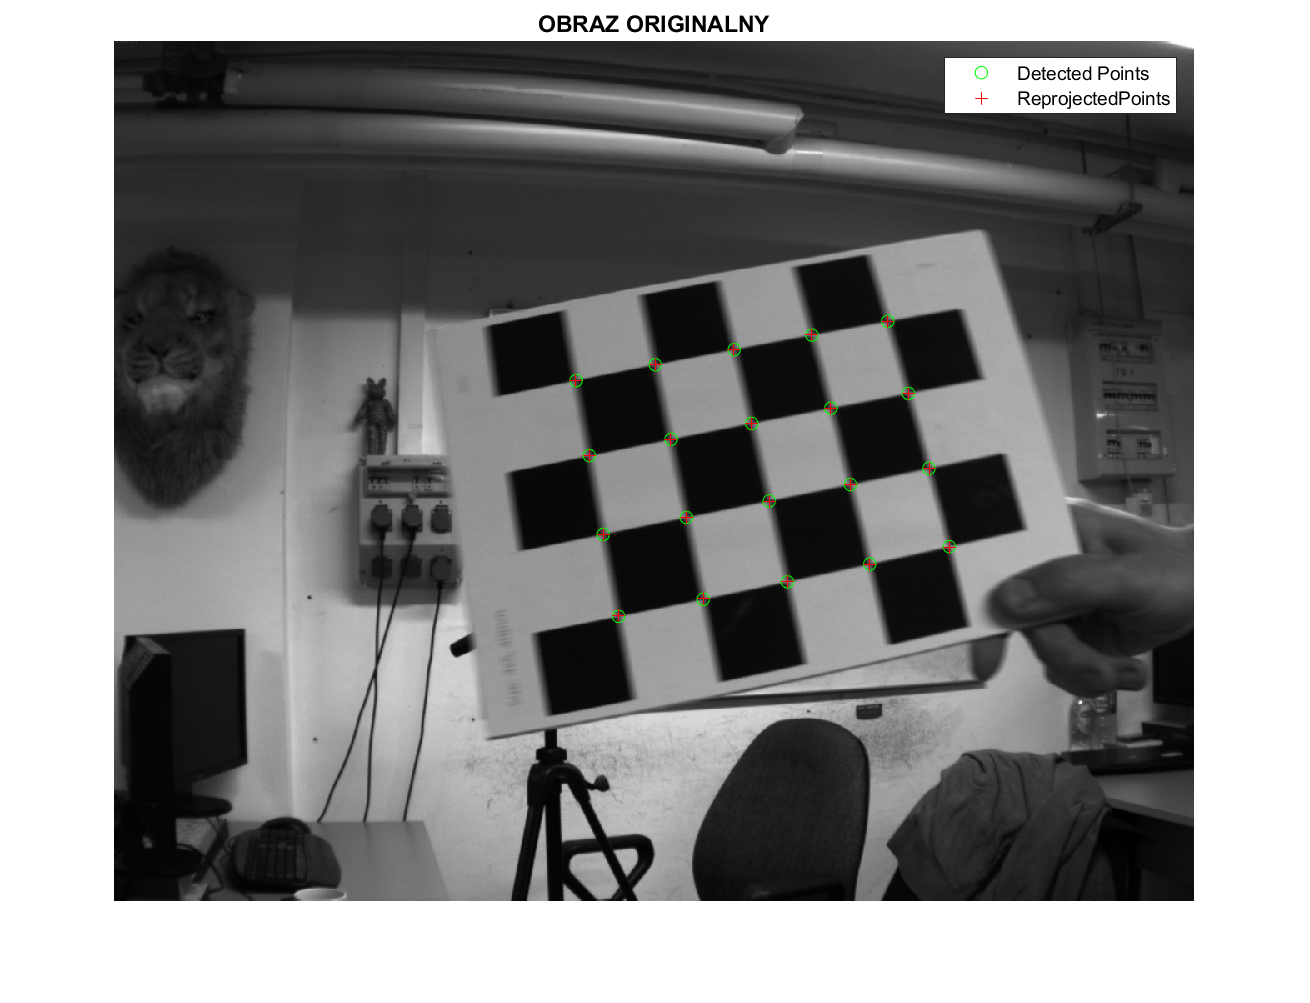 OBRAZ ORIGINALNY
Detected Points
ReprojectedPoints